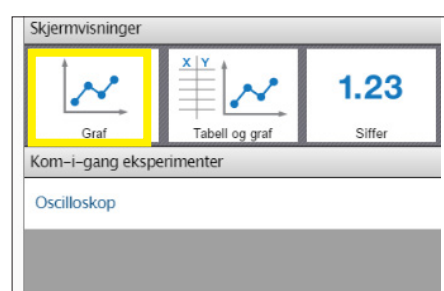 Skjermvisninger
X Y
1.23
Graf
Tabell og graf
Siffer
Kom-i-gang eksperimenter
Oscilloskop